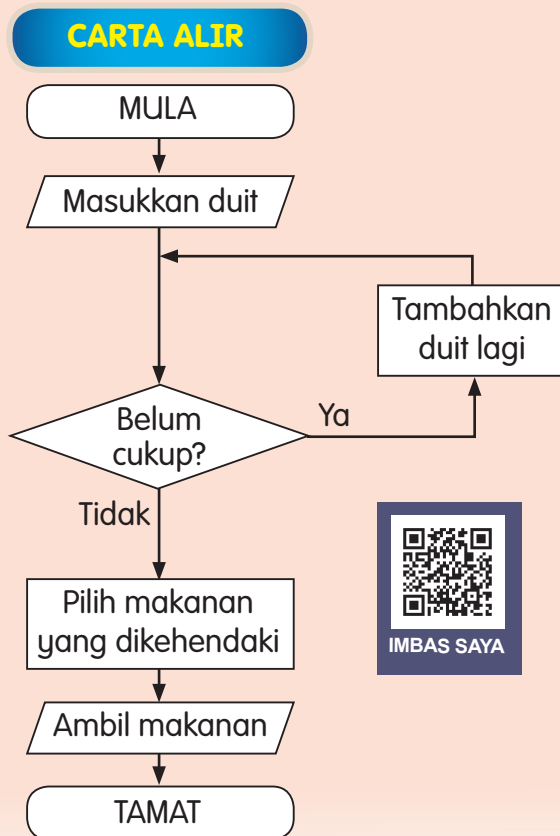 CARTA ALIR
MULA
Masukkan duit
Tambahkan
duit lagi
Belum
cukup?
Ya
Tidak
Pilih makanan
yang dikehendaki
IMBAS SAYA
Ambil makanan
TAMAT